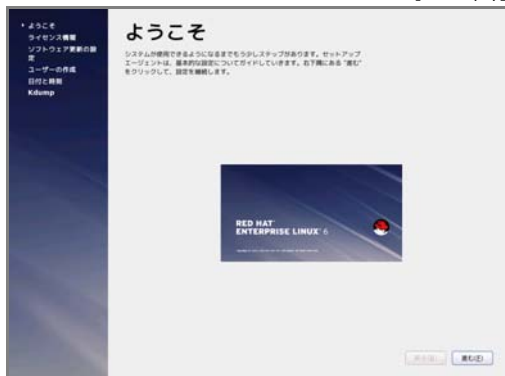 ようこそ
ライセンス情報
ソフトウェア更新の設
定
ユーザーの作成
日付と時刻
Kdump
ようこそ
システムが使用できるようになるまでもう少しステップがあります。セットアップ
エージェントは、基本的な設定についてガイドしていきます。右下隅にある "進む"
をクリックして、設定を継続します。
RED HAT
ENTERPRISE LINUX 6
戻る(B)
進む(F)